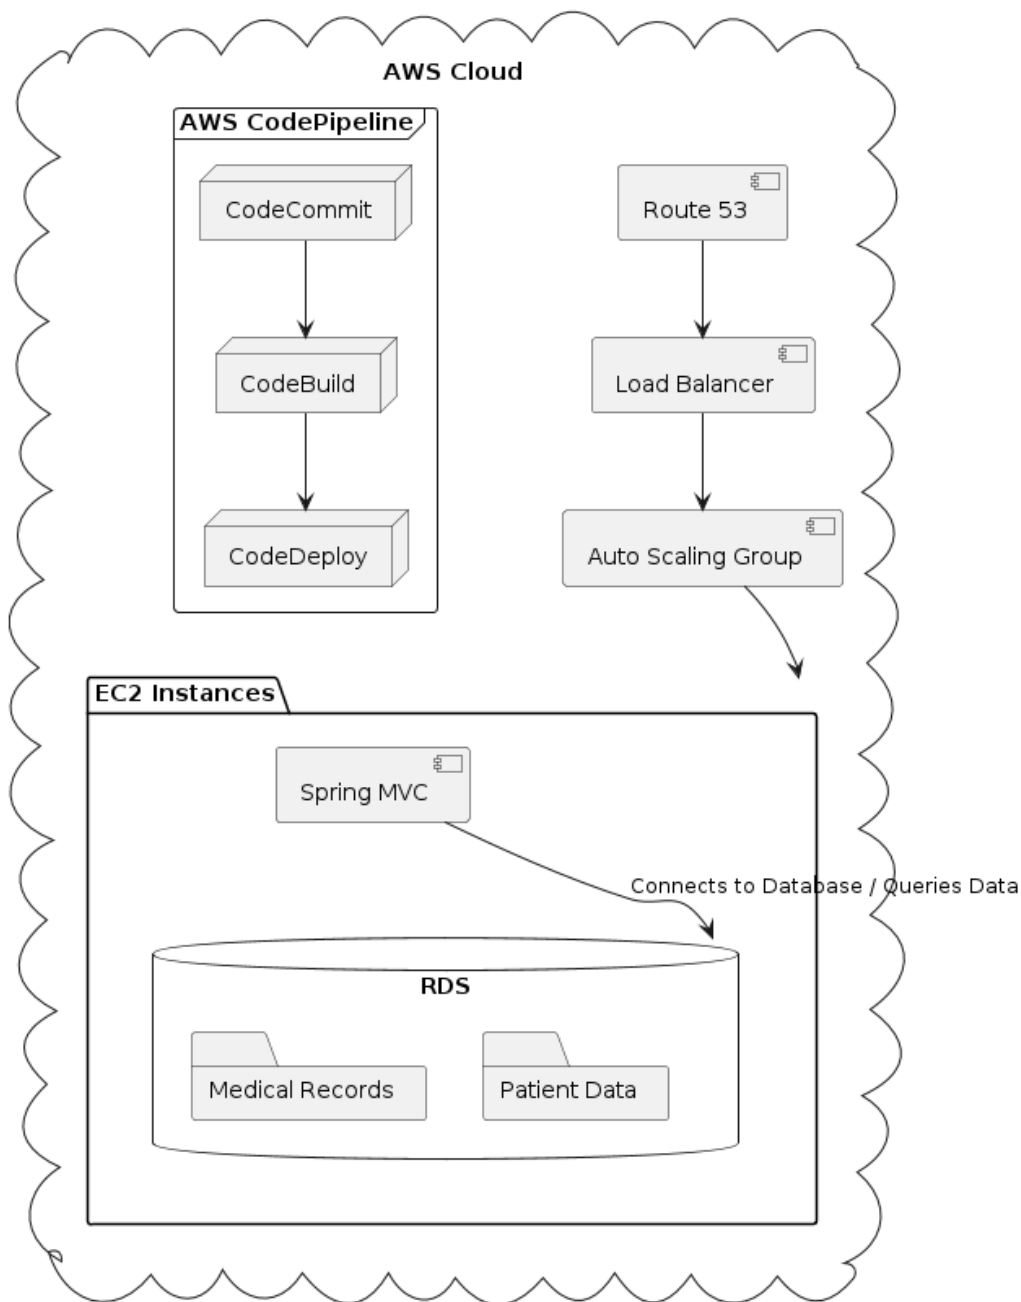 AWS Cloud
AWS CodePipeline
CodeCommit
Route 53
CodeBuild
Load Balancer
CodeDeploy
Auto Scaling Group
EC2 Instances
Spring MVC
Connects to Database / Queries Data
RDS
Medical Records
Patient Data